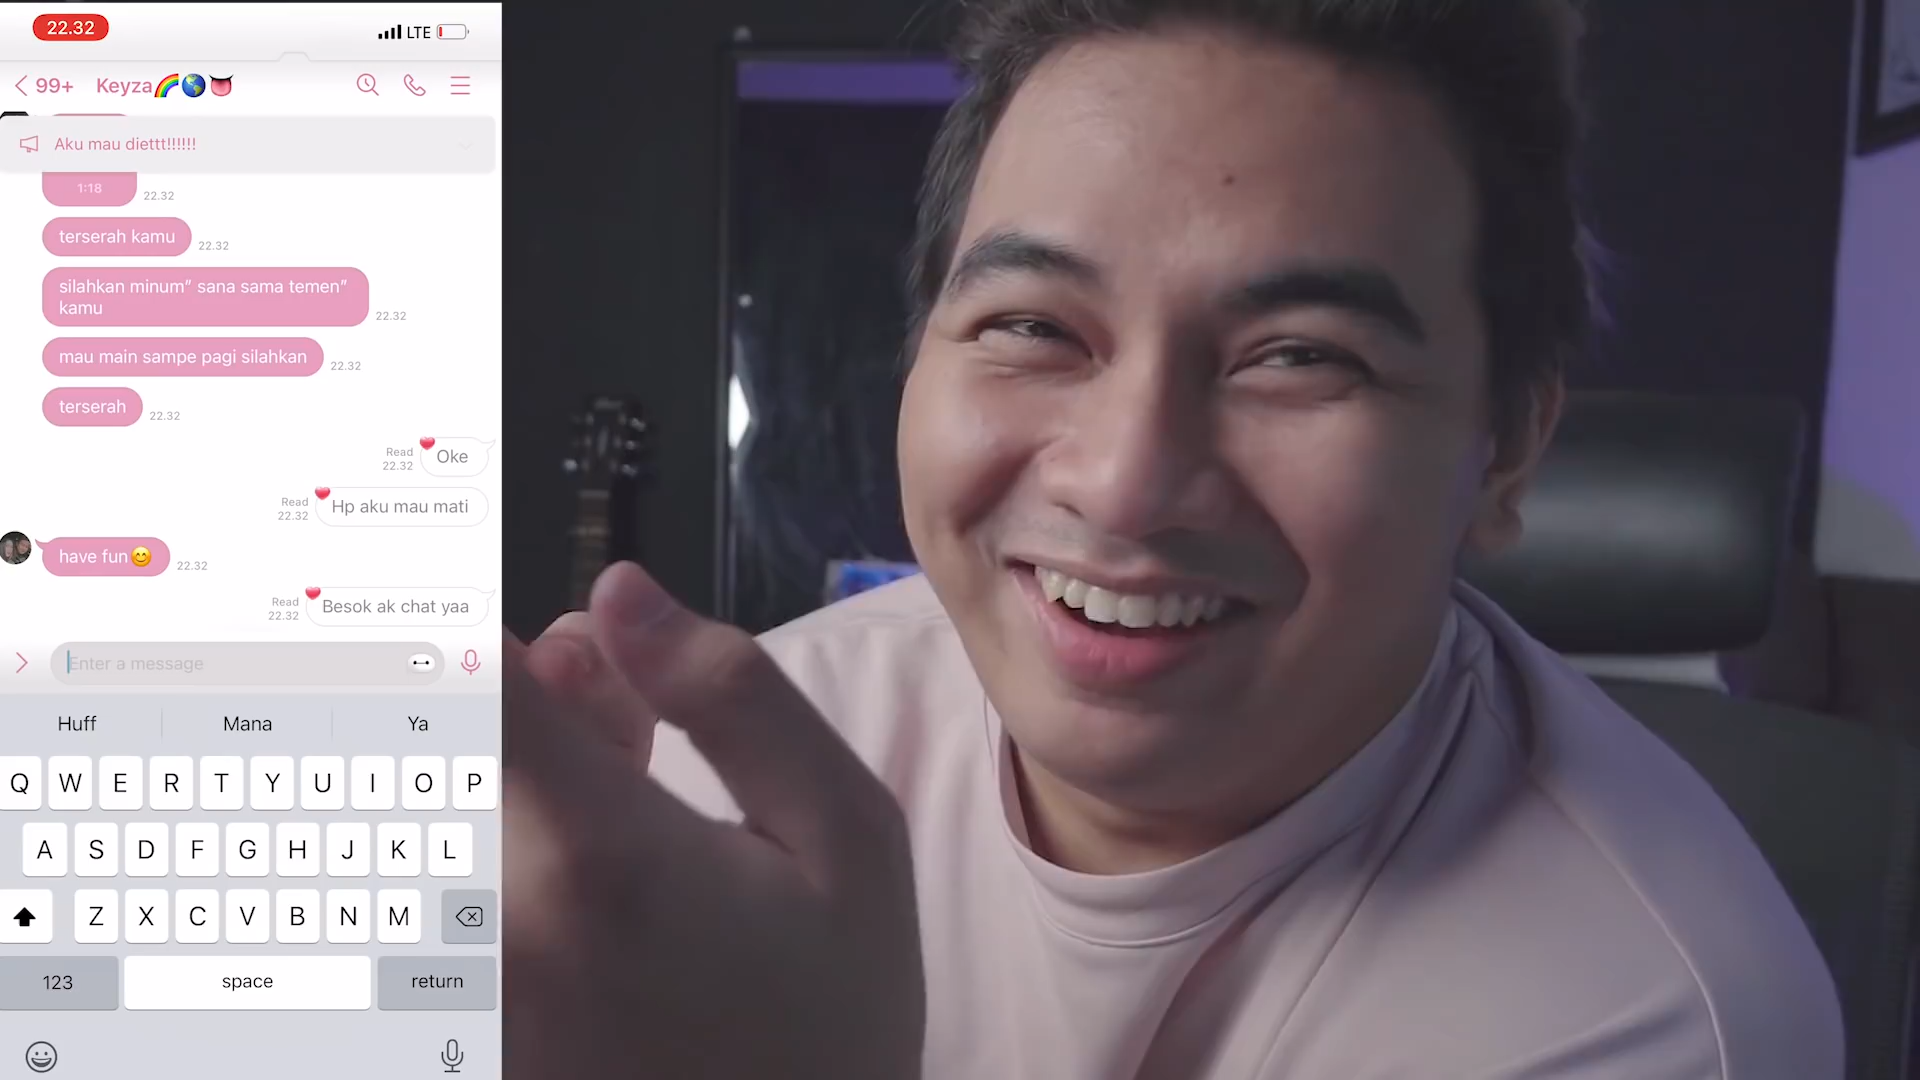 22.32
LTE
99+ Keyza🌈🌎👅
Aku mau diettt!!!!!!
1:18
22.32
terserah kamu
22.32
silahkan minum” sana sama temen”
kamu
22.32
mau main sampe pagi silahkan
22.32
terserah
22.32
Read
22.32
Oke
Read
22.32
Hp aku mau mati
have fun😊
22.32
Read
22.32
Besok ak chat yaa
Enter a message
Huff Mana Ya
Q W E R T Y U I O P
A S D F G H J K L
Z X C V B N M
123 space return